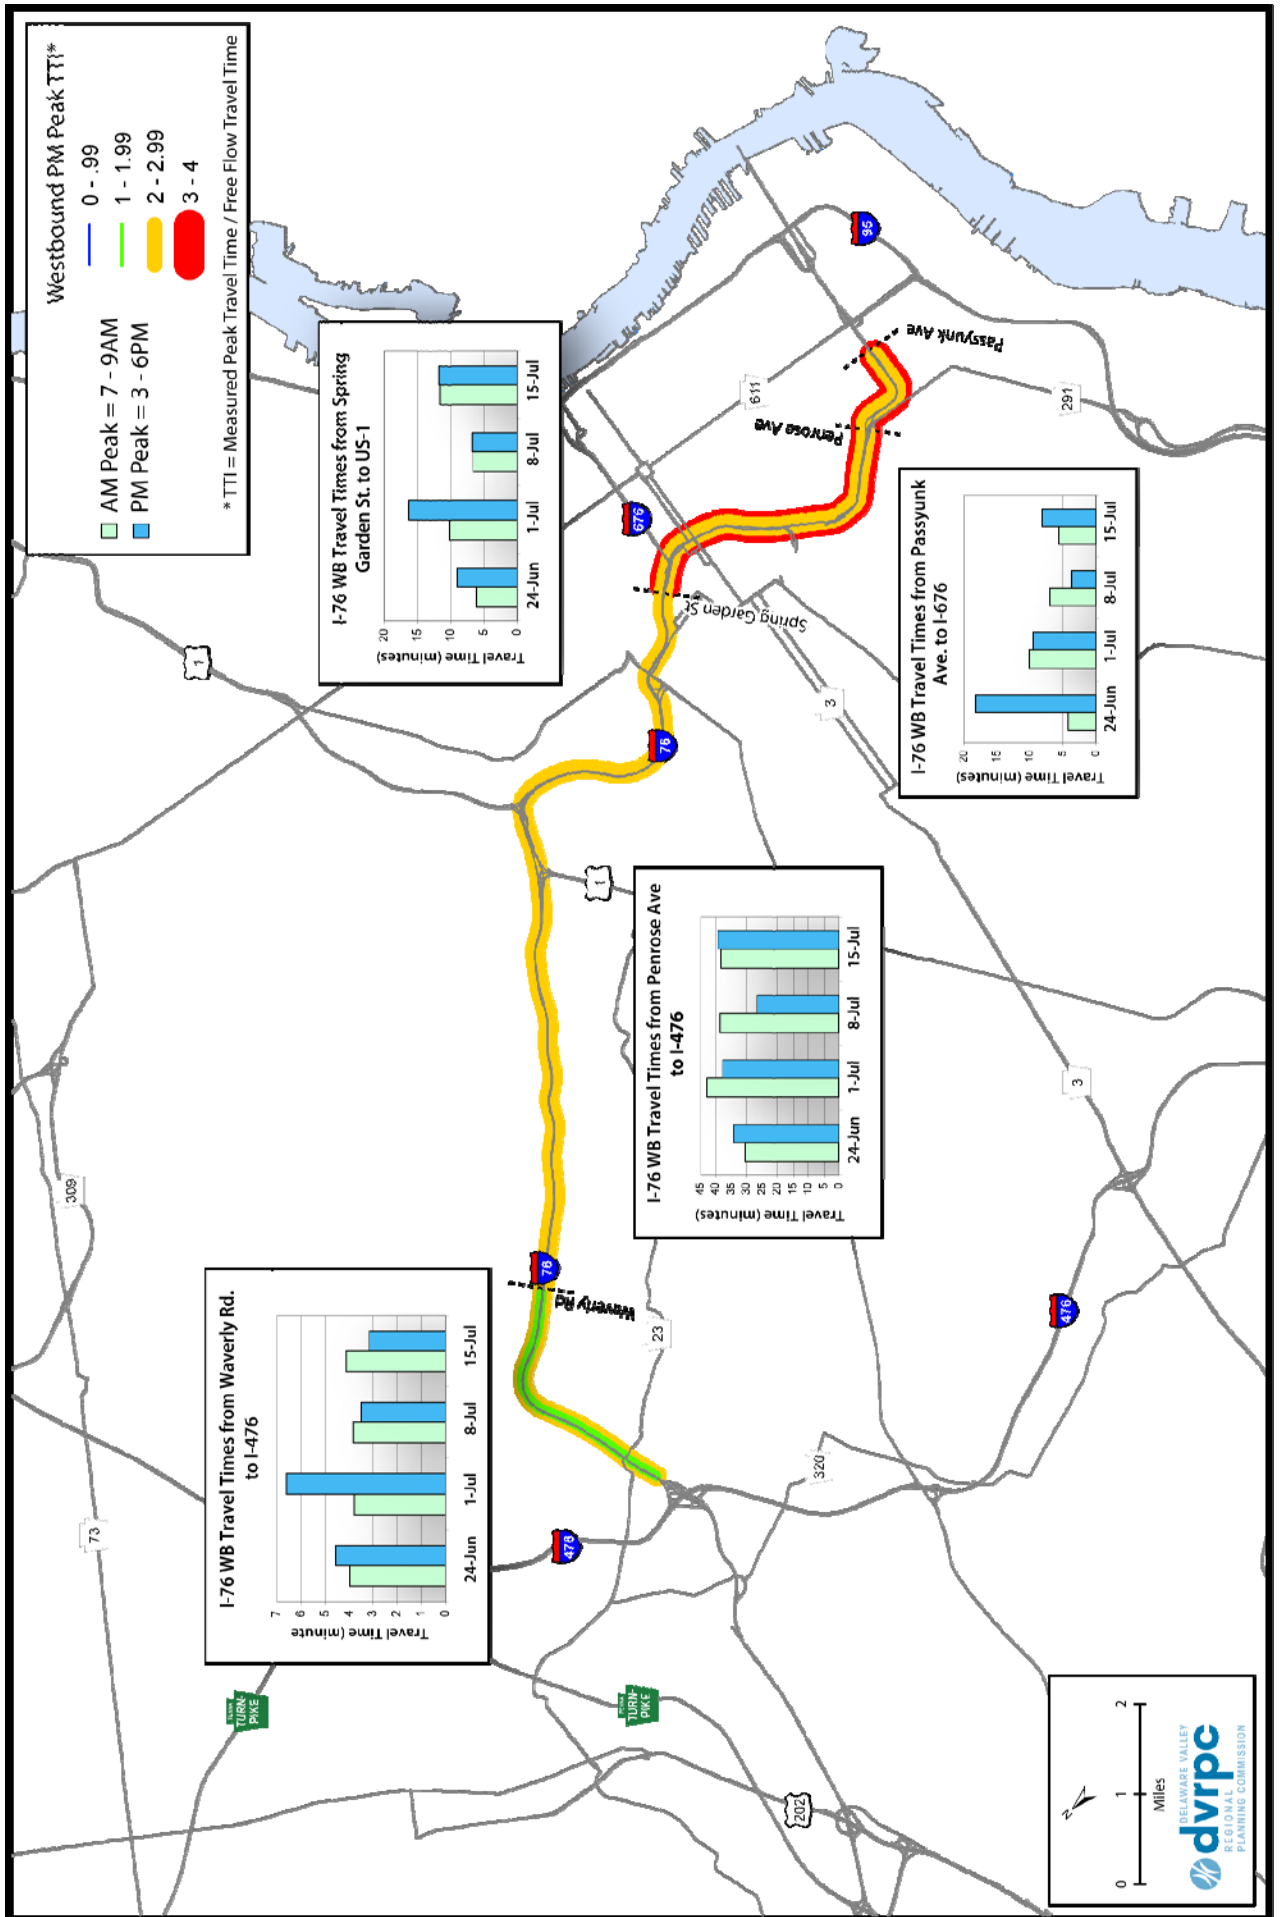 Westbound PM Peak TTI*
AM Peak = 7 - 9AM
PM Peak = 3 - 6PM
0 - .99
1 - 1.99
2 - 2.99
3 - 4
*TTI = Measured Peak Travel Time / Free Flow Travel Time
I-76 WB Travel Times from Waverly Rd.
to I-476
Travel Time (minute
7
6
5
4
3
2
1
0
24-Jun
1-Jul
8-Jul
15-Jul
I-76 WB Travel Times from Spring
Garden St. to US-1
Travel Time (minutes)
20
15
10
5
0
24-Jun
1-Jul
8-Jul
15-Jul
I-76 WB Travel Times from Penrose Ave
to I-476
Travel Time (minutes)
45
40
35
30
25
20
15
10
5
0
24-Jun
1-Jul
8-Jul
15-Jul
I-76 WB Travel Times from Passyunk
Ave. to I-676
Travel Time (minutes)
20
15
10
5
0
24-Jun
1-Jul
8-Jul
15-Jul
73
309
1
TURN-
PIKE
TURN-
PIKE
476
76
Waverly Rd
23
1
76
676
611
95
Passyunk Ave
Penrose Ave
Spring Garden St
291
3
3
320
476
202
N
0
1
2
Miles
DELAWARE VALLEY
dvrpc
REGIONAL
PLANNING COMMISSION